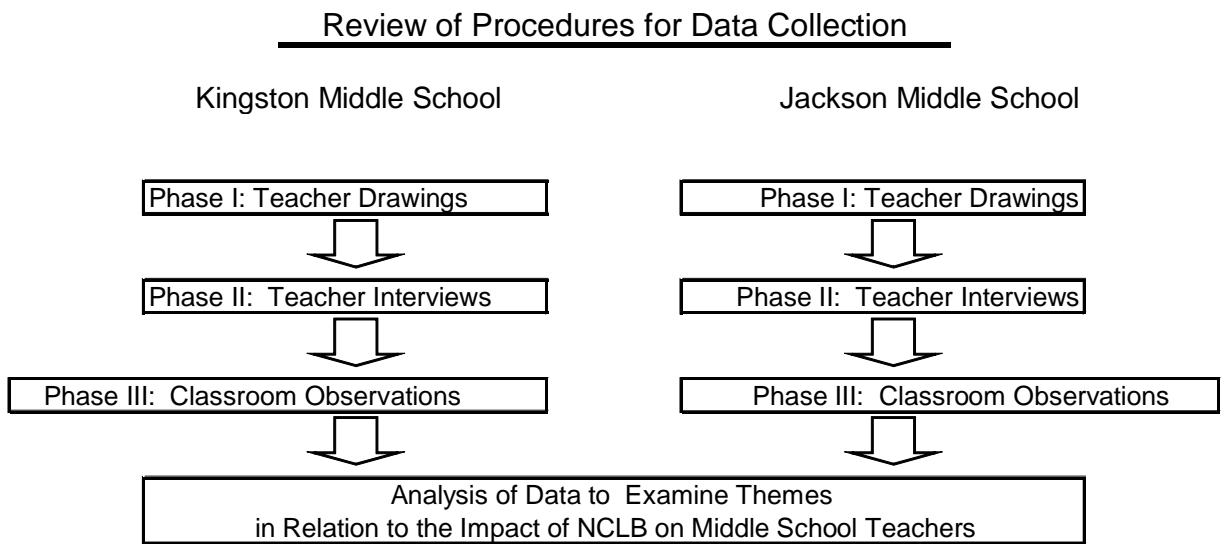 Review of Procedures for Data Collection
Kingston Middle School
Jackson Middle School
Phase I: Teacher Drawings
Phase I: Teacher Drawings
Phase II:  Teacher Interviews
Phase II:  Teacher Interviews
Phase III:  Classroom Observations
Phase III:  Classroom Observations
Analysis of Data to  Examine Themes
in Relation to the Impact of NCLB on Middle School Teachers